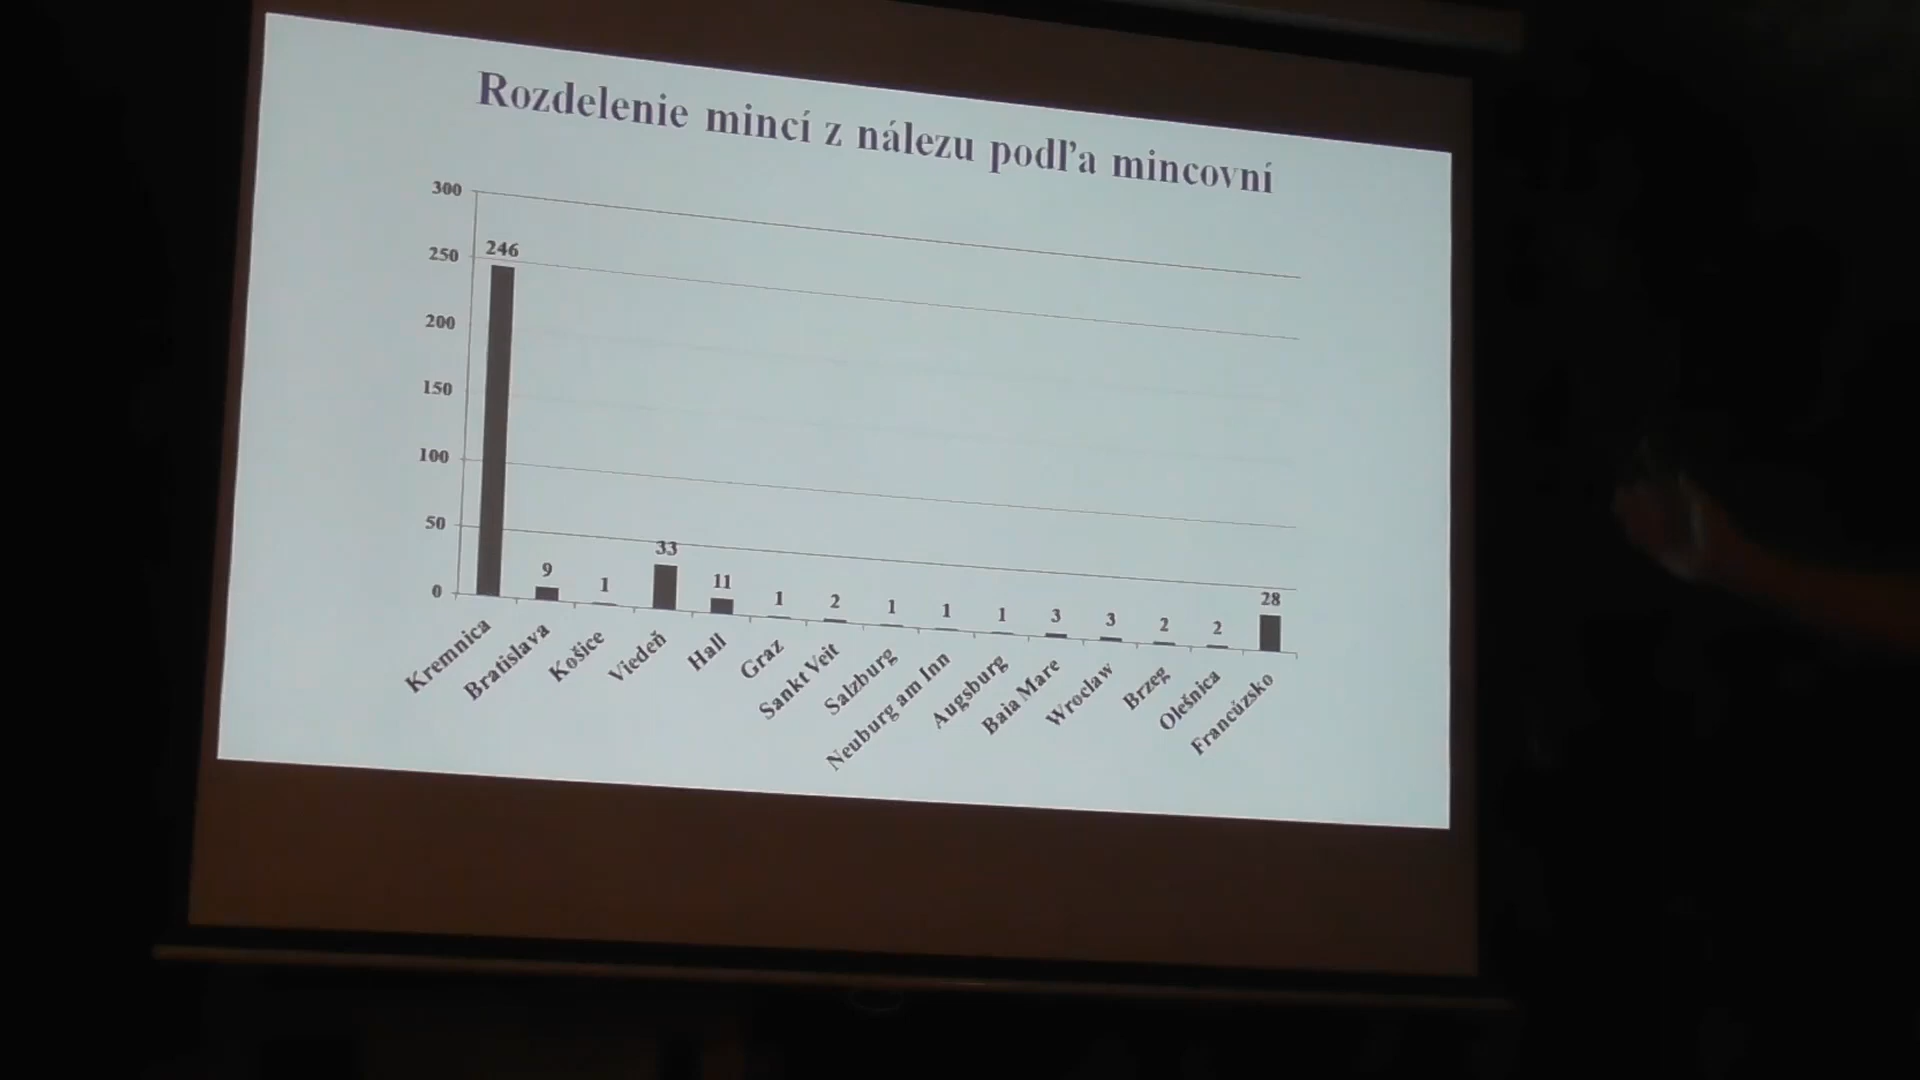 Rozdelenie mincí z nálezu podľa mincovní
300
250
200
150
100
50
0
246
9
1
33
11
1
2
1
1
1
3
3
2
2
28
Kremnica
Bratislava
Košice
Viedeň
Hall
Graz
Sankt Veit
Salzburg
Neuburg am Inn
Augsburg
Baia Mare
Wroclaw
Brzeg
Olešnica
Francúzsko